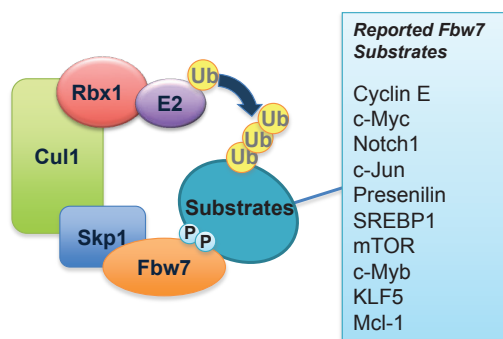 Ub
Rbx1
E2
Ub
Ub
Ub
Cul1
Substrates
P
P
Skp1
Fbw7
Reported Fbw7
Substrates
Cyclin E
c-Myc
Notch1
c-Jun
Presenilin
SREBP1
mTOR
c-Myb
KLF5
Mcl-1